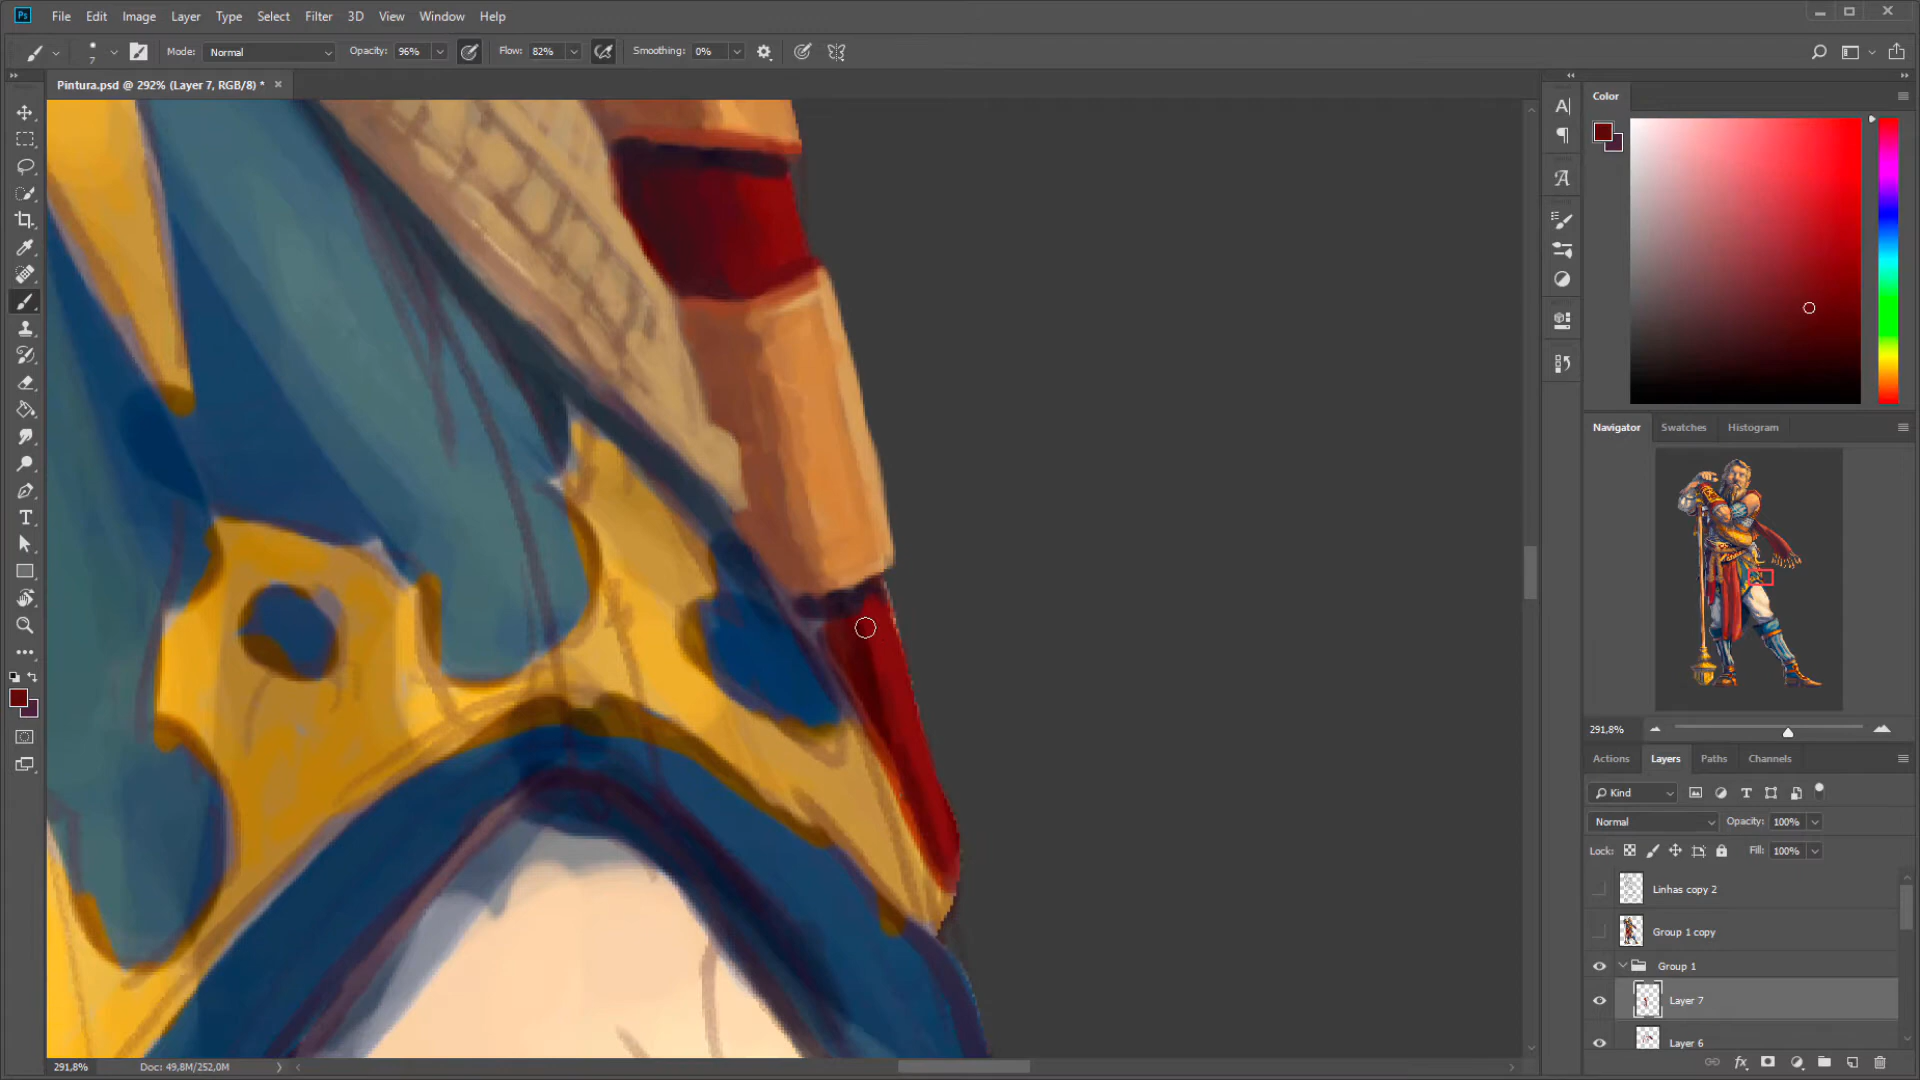 Ps File Edit Image Layer Type Select Filter 3D View Window Help
7 Mode: Normal Opacity: 96% Flow: 82% Smoothing: 0%
Pintura.psd @ 292% (Layer 7, RGB/8) *
Color
Navigator Swatches Histogram
291,8%
Actions Layers Paths Channels
Kind
Normal Opacity: 100%
Lock: Fill: 100%
Linhas copy 2
Group 1 copy
Group 1
Layer 7
Layer 6
291,8% Doc: 49,8M/252,0M